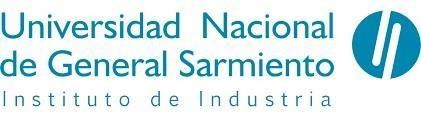 Universidad Nacional
de General Sarmiento
Instituto de Industria